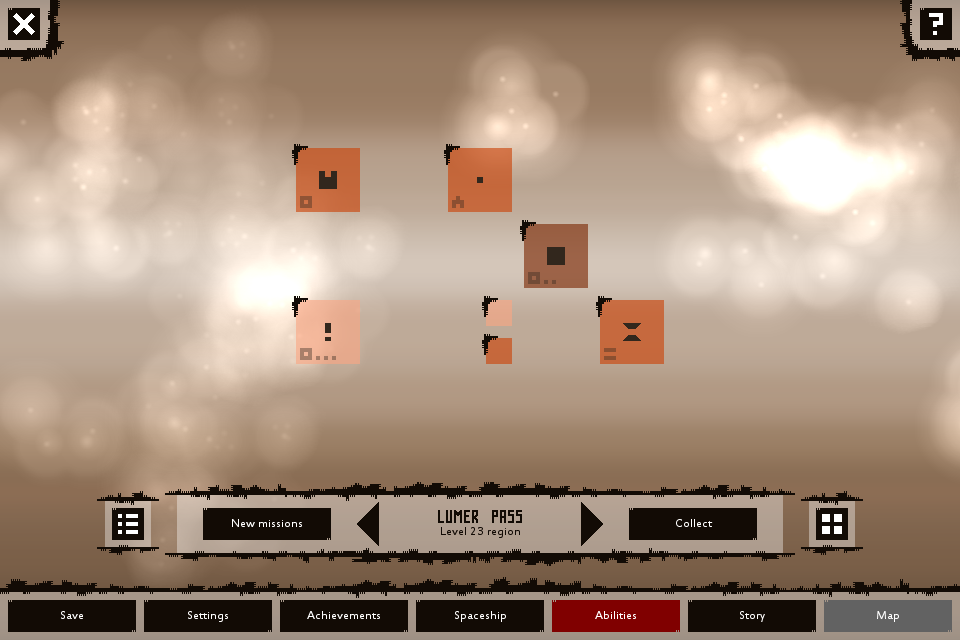 ?
!
New missions
LUMER PASS
Level 23 region
Collect
Save
Settings
Achievements
Spaceship
Abilities
Story
Map